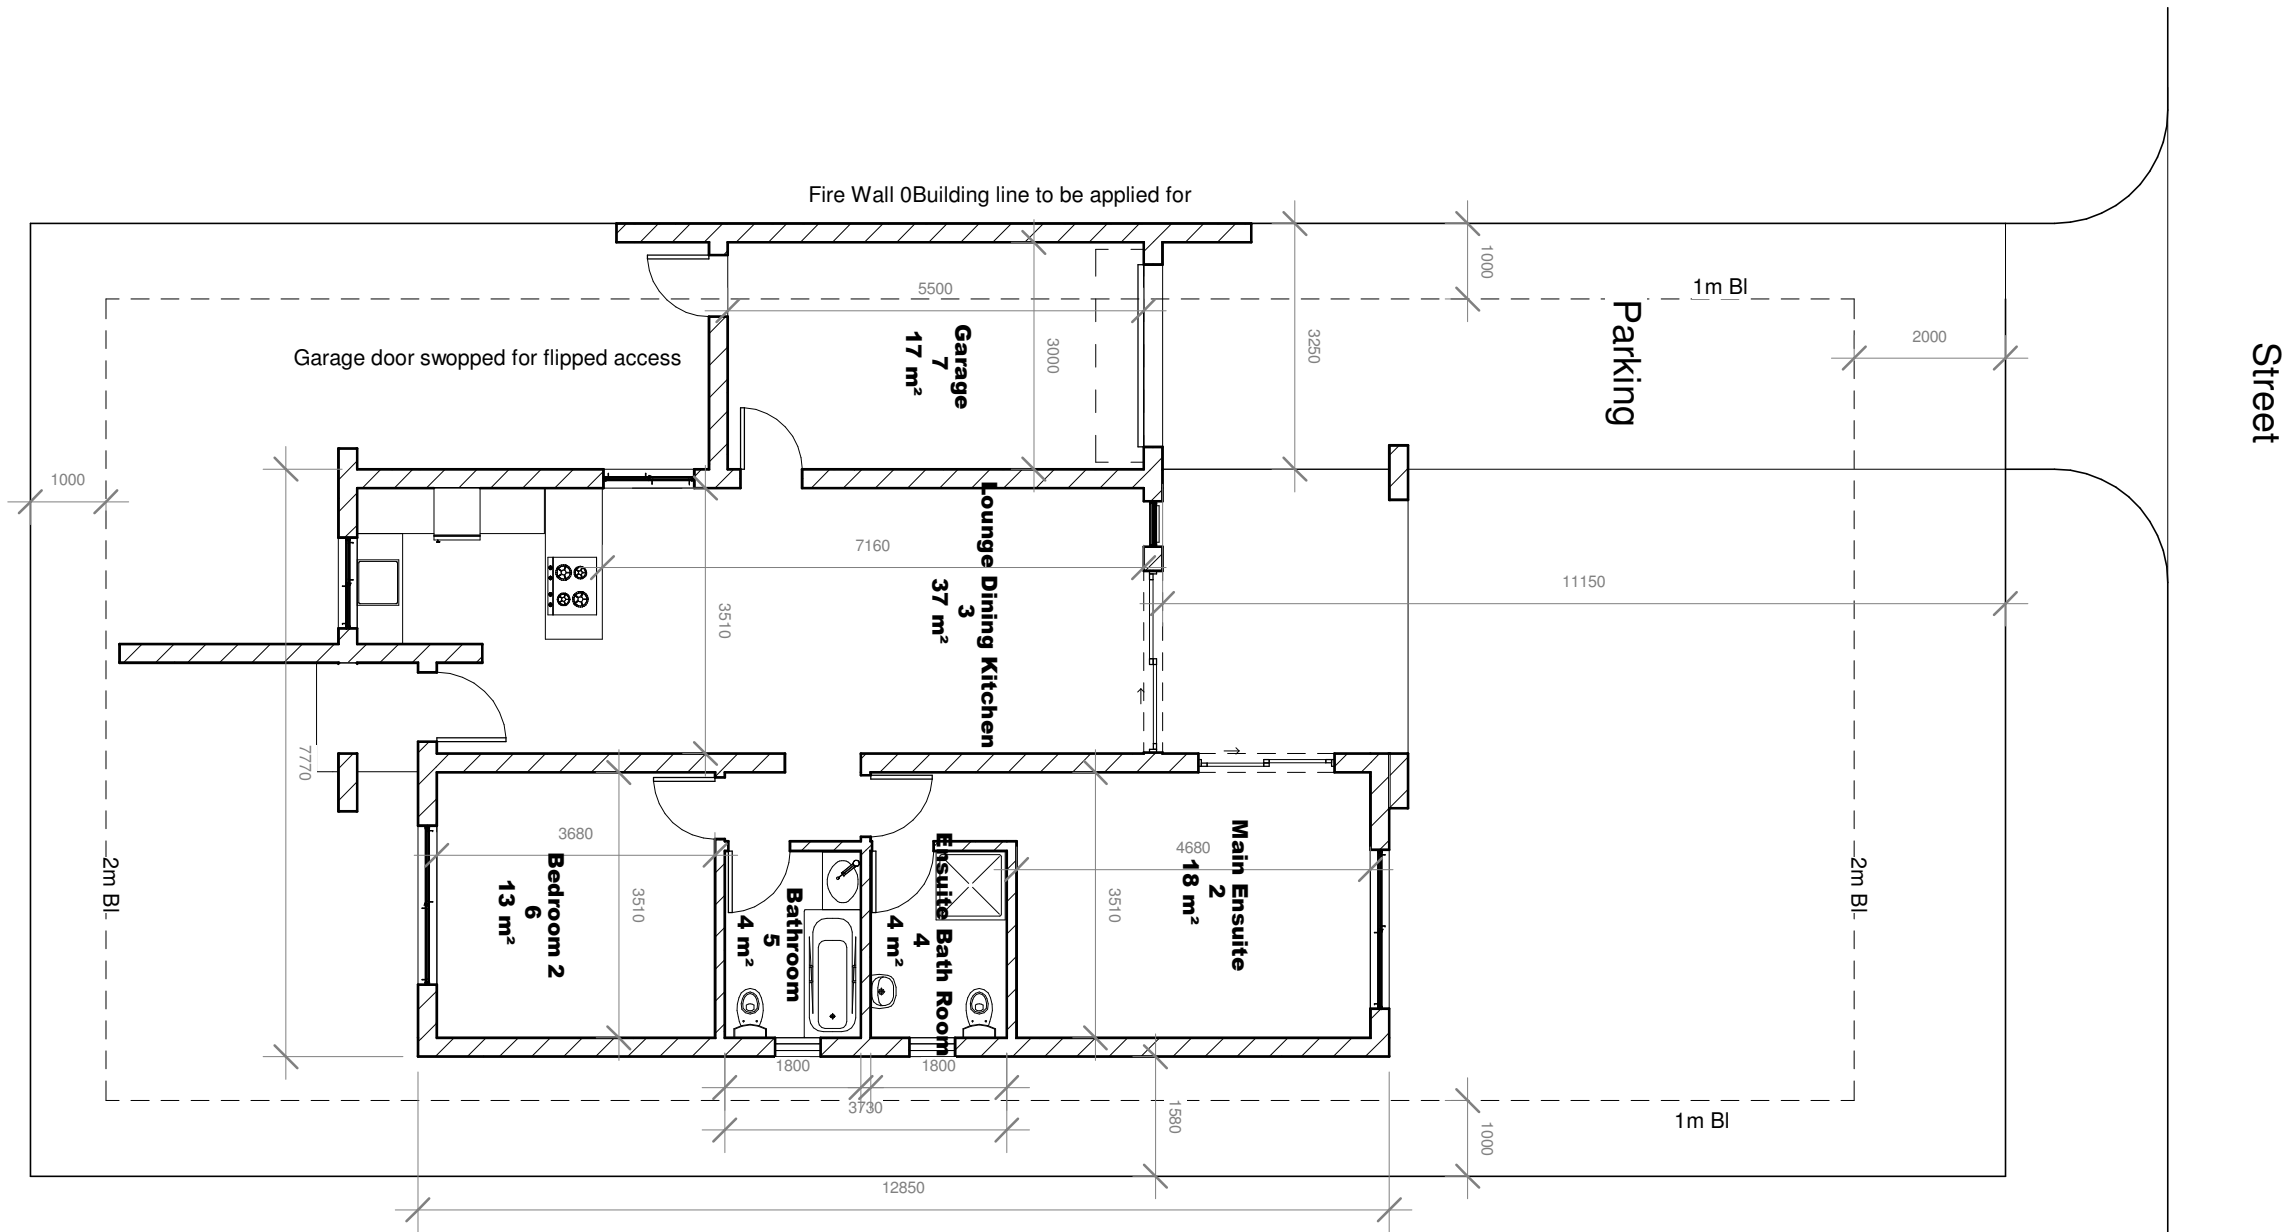 Fire Wall 0Building line to be applied for
1000
1m Bl
5500
Parking
Street
3250
2000
Garage
7
17 m²
3000
Garage door swopped for flipped access
1000
7160
Lounge Dining Kitchen
3
37 m²
3510
11150
7770
2m Bl
3680
Bedroom 2
6
13 m²
3510
Bathroom
5
4 m²
Ensuite Bath Room
4
4 m²
4680
Main Ensuite
2
18 m²
3510
2m Bl
1800
1800
3730
1580
1m Bl
1000
12850